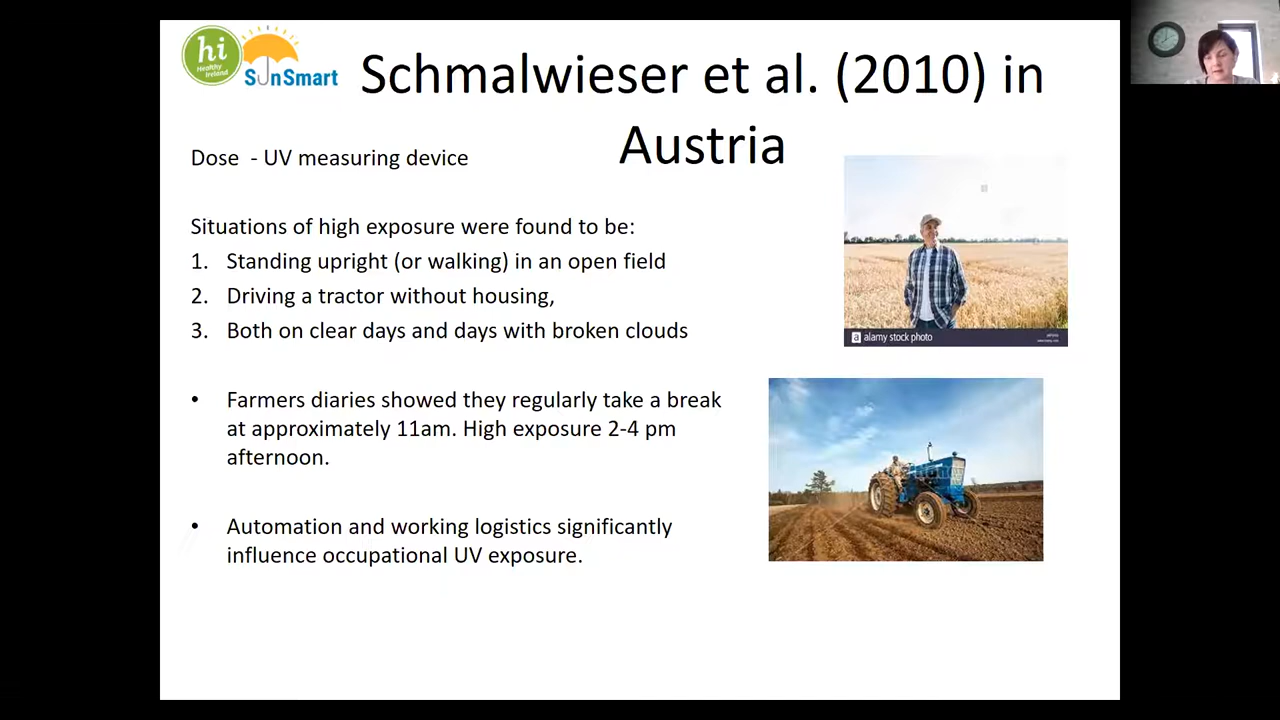 hi
Healthy
Ireland
SunSmart
Schmalwieser et al. (2010) in
Austria
Dose - UV measuring device
Situations of high exposure were found to be:
1. Standing upright (or walking) in an open field
2. Driving a tractor without housing,
3. Both on clear days and days with broken clouds
a alamy stock photo
• Farmers diaries showed they regularly take a break
at approximately 11am. High exposure 2-4 pm
afternoon.
• Automation and working logistics significantly
influence occupational UV exposure.